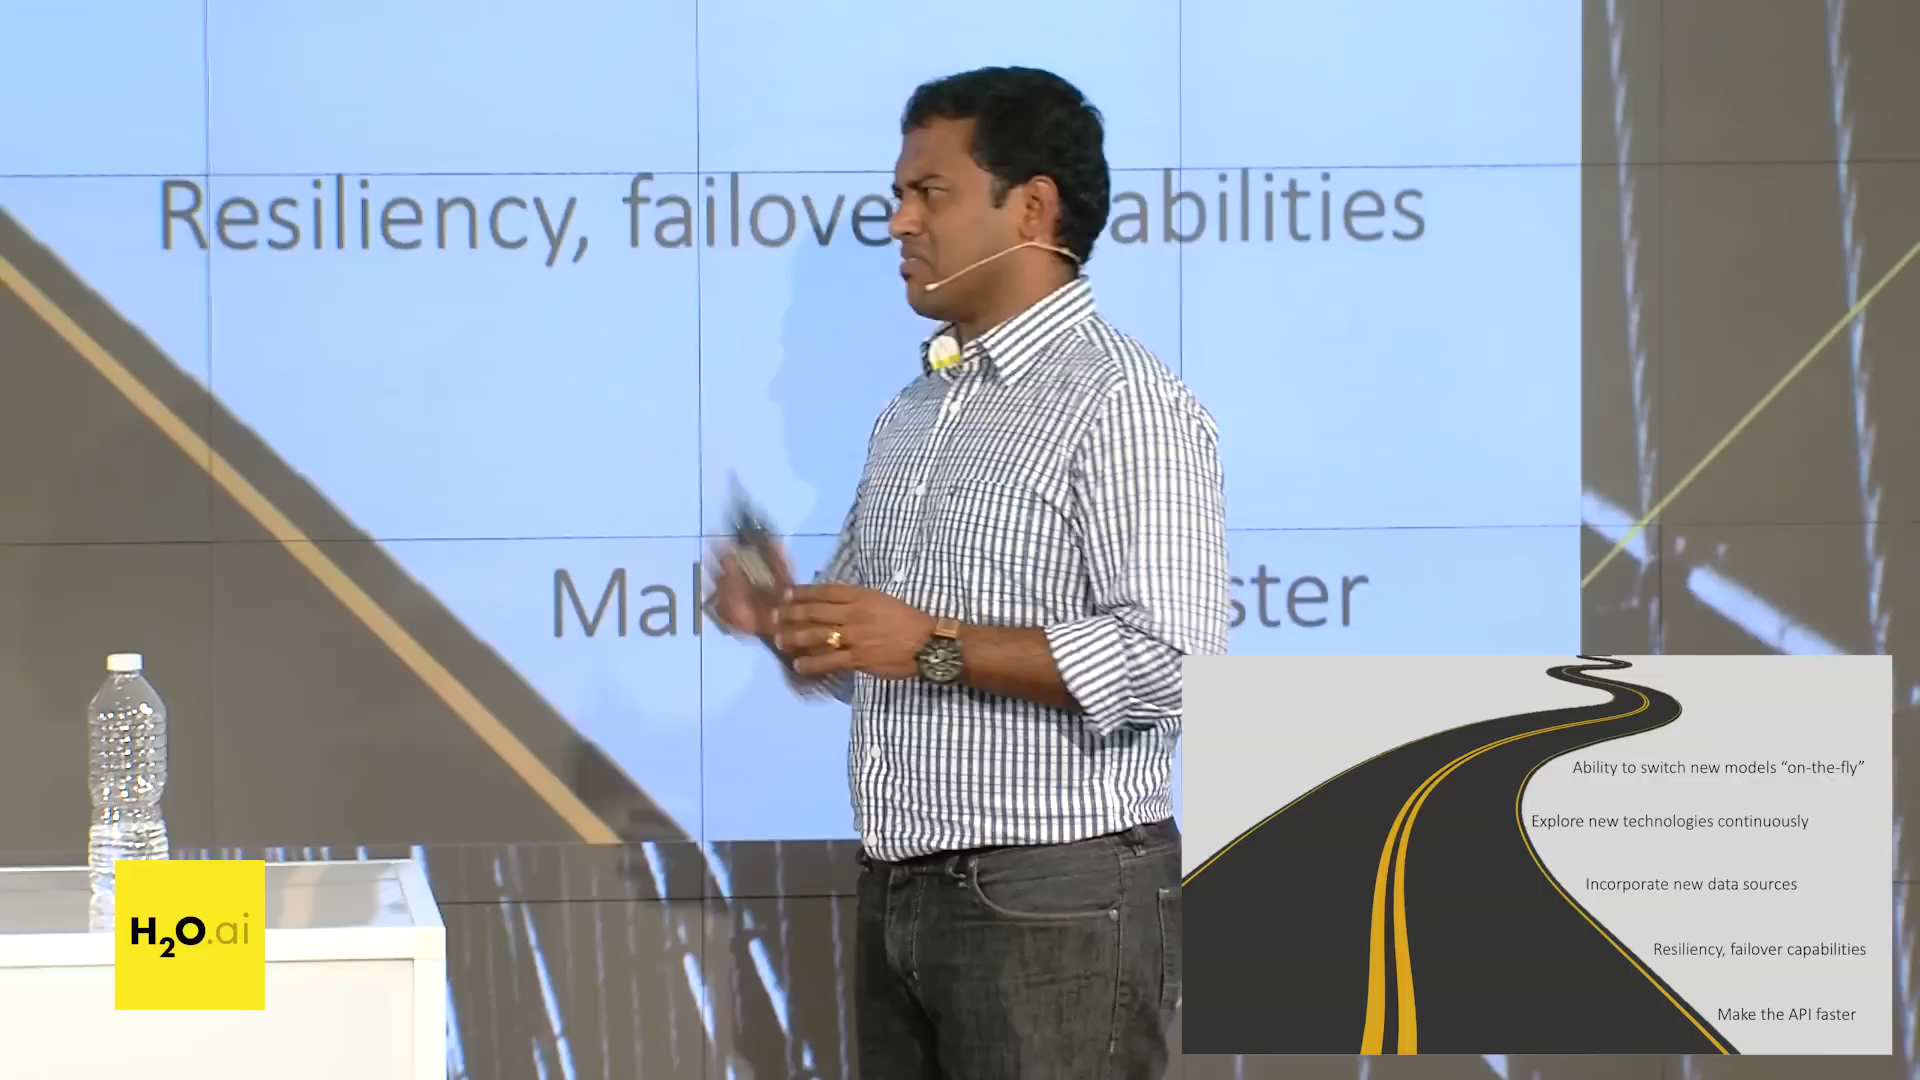 Resiliency, failove abilities
Mak ster
H2O.ai
Ability to switch new models “on-the-fly”
Explore new technologies continuously
Incorporate new data sources
Resiliency, failover capabilities
Make the API faster